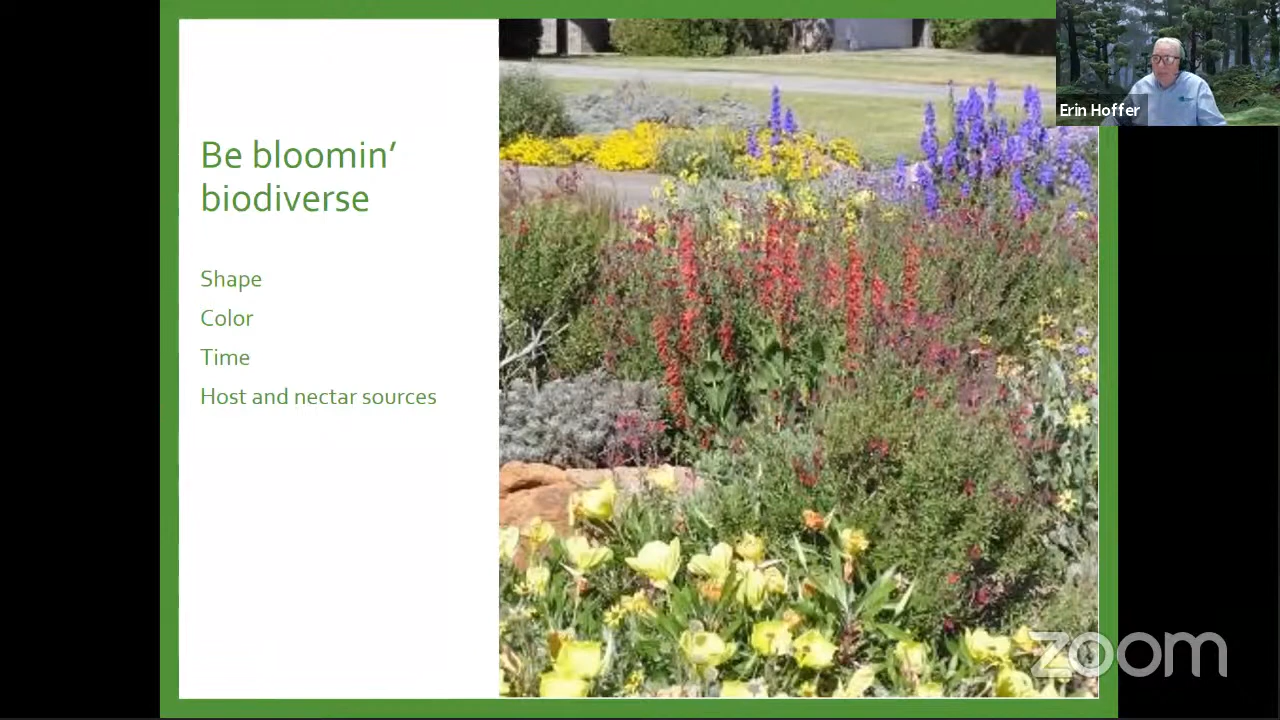 Be bloomin’
biodiverse
Shape
Color
Time
Host and nectar sources
Erin Hoffer
zoom